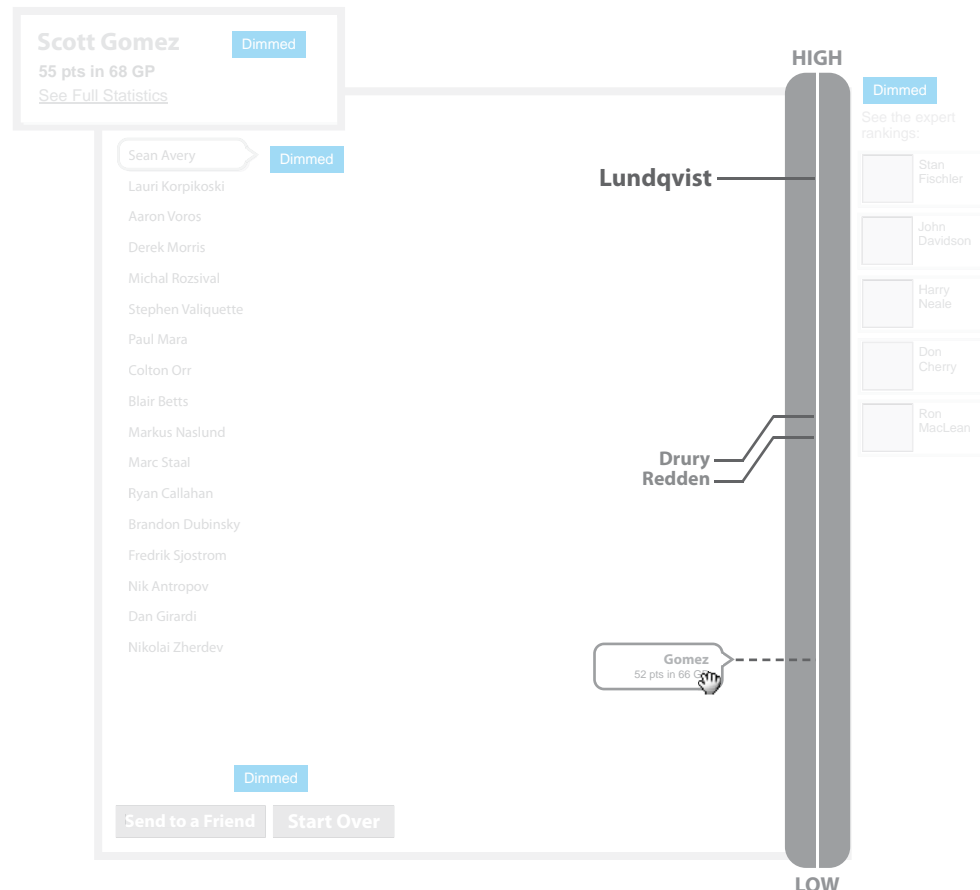 Scott Gomez
Dimmed
55 pts in 68 GP
See Full Statistics
HIGH
Dimmed
See the expert
rankings:
Sean Avery
Dimmed
Lauri Korpikoski
Aaron Voros
Derek Morris
Michal Rozsival
Stephen Valiquette
Paul Mara
Colton Orr
Blair Betts
Markus Naslund
Marc Staal
Ryan Callahan
Brandon Dubinsky
Fredrik Sjostrom
Nik Antropov
Dan Girardi
Nikolai Zherdev
Lundqvist
Drury
Redden
Gomez
52 pts in 66 GP
Stan
Fischler
John
Davidson
Harry
Neale
Don
Cherry
Ron
MacLean
Dimmed
Send to a Friend
Start Over
LOW